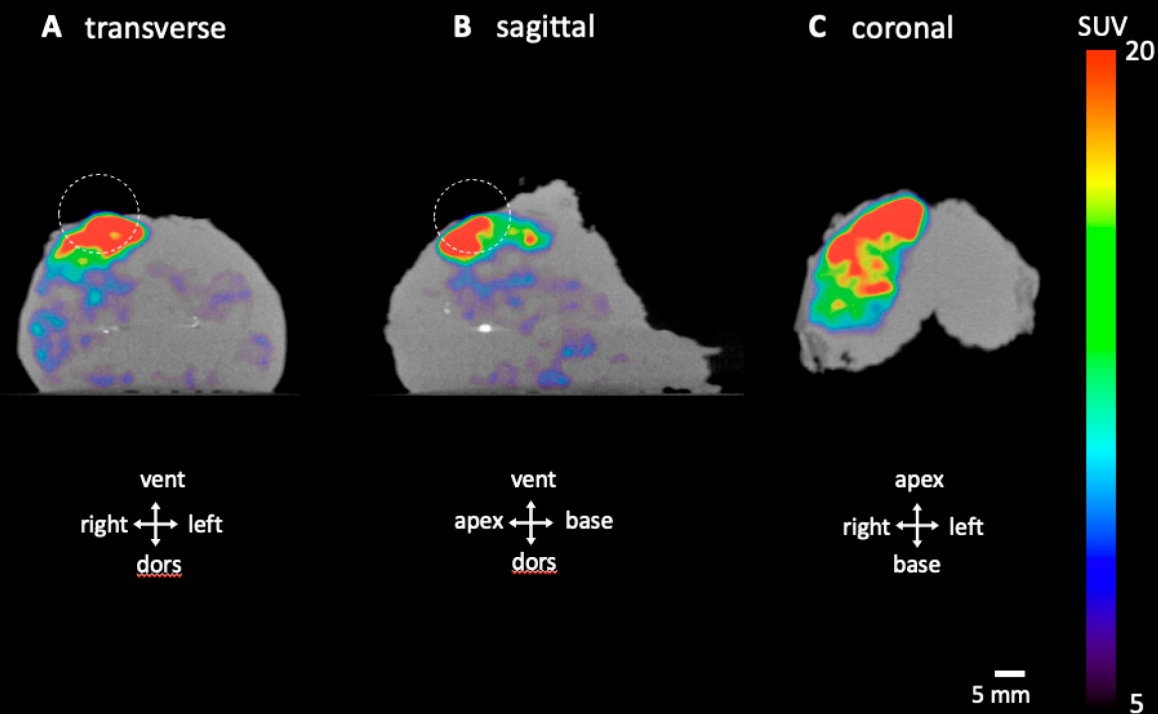 A transverse
B sagittal
C coronal
SUV
20
vent
right left
dors
vent
apex base
dors
apex
right left
base
5 mm
5